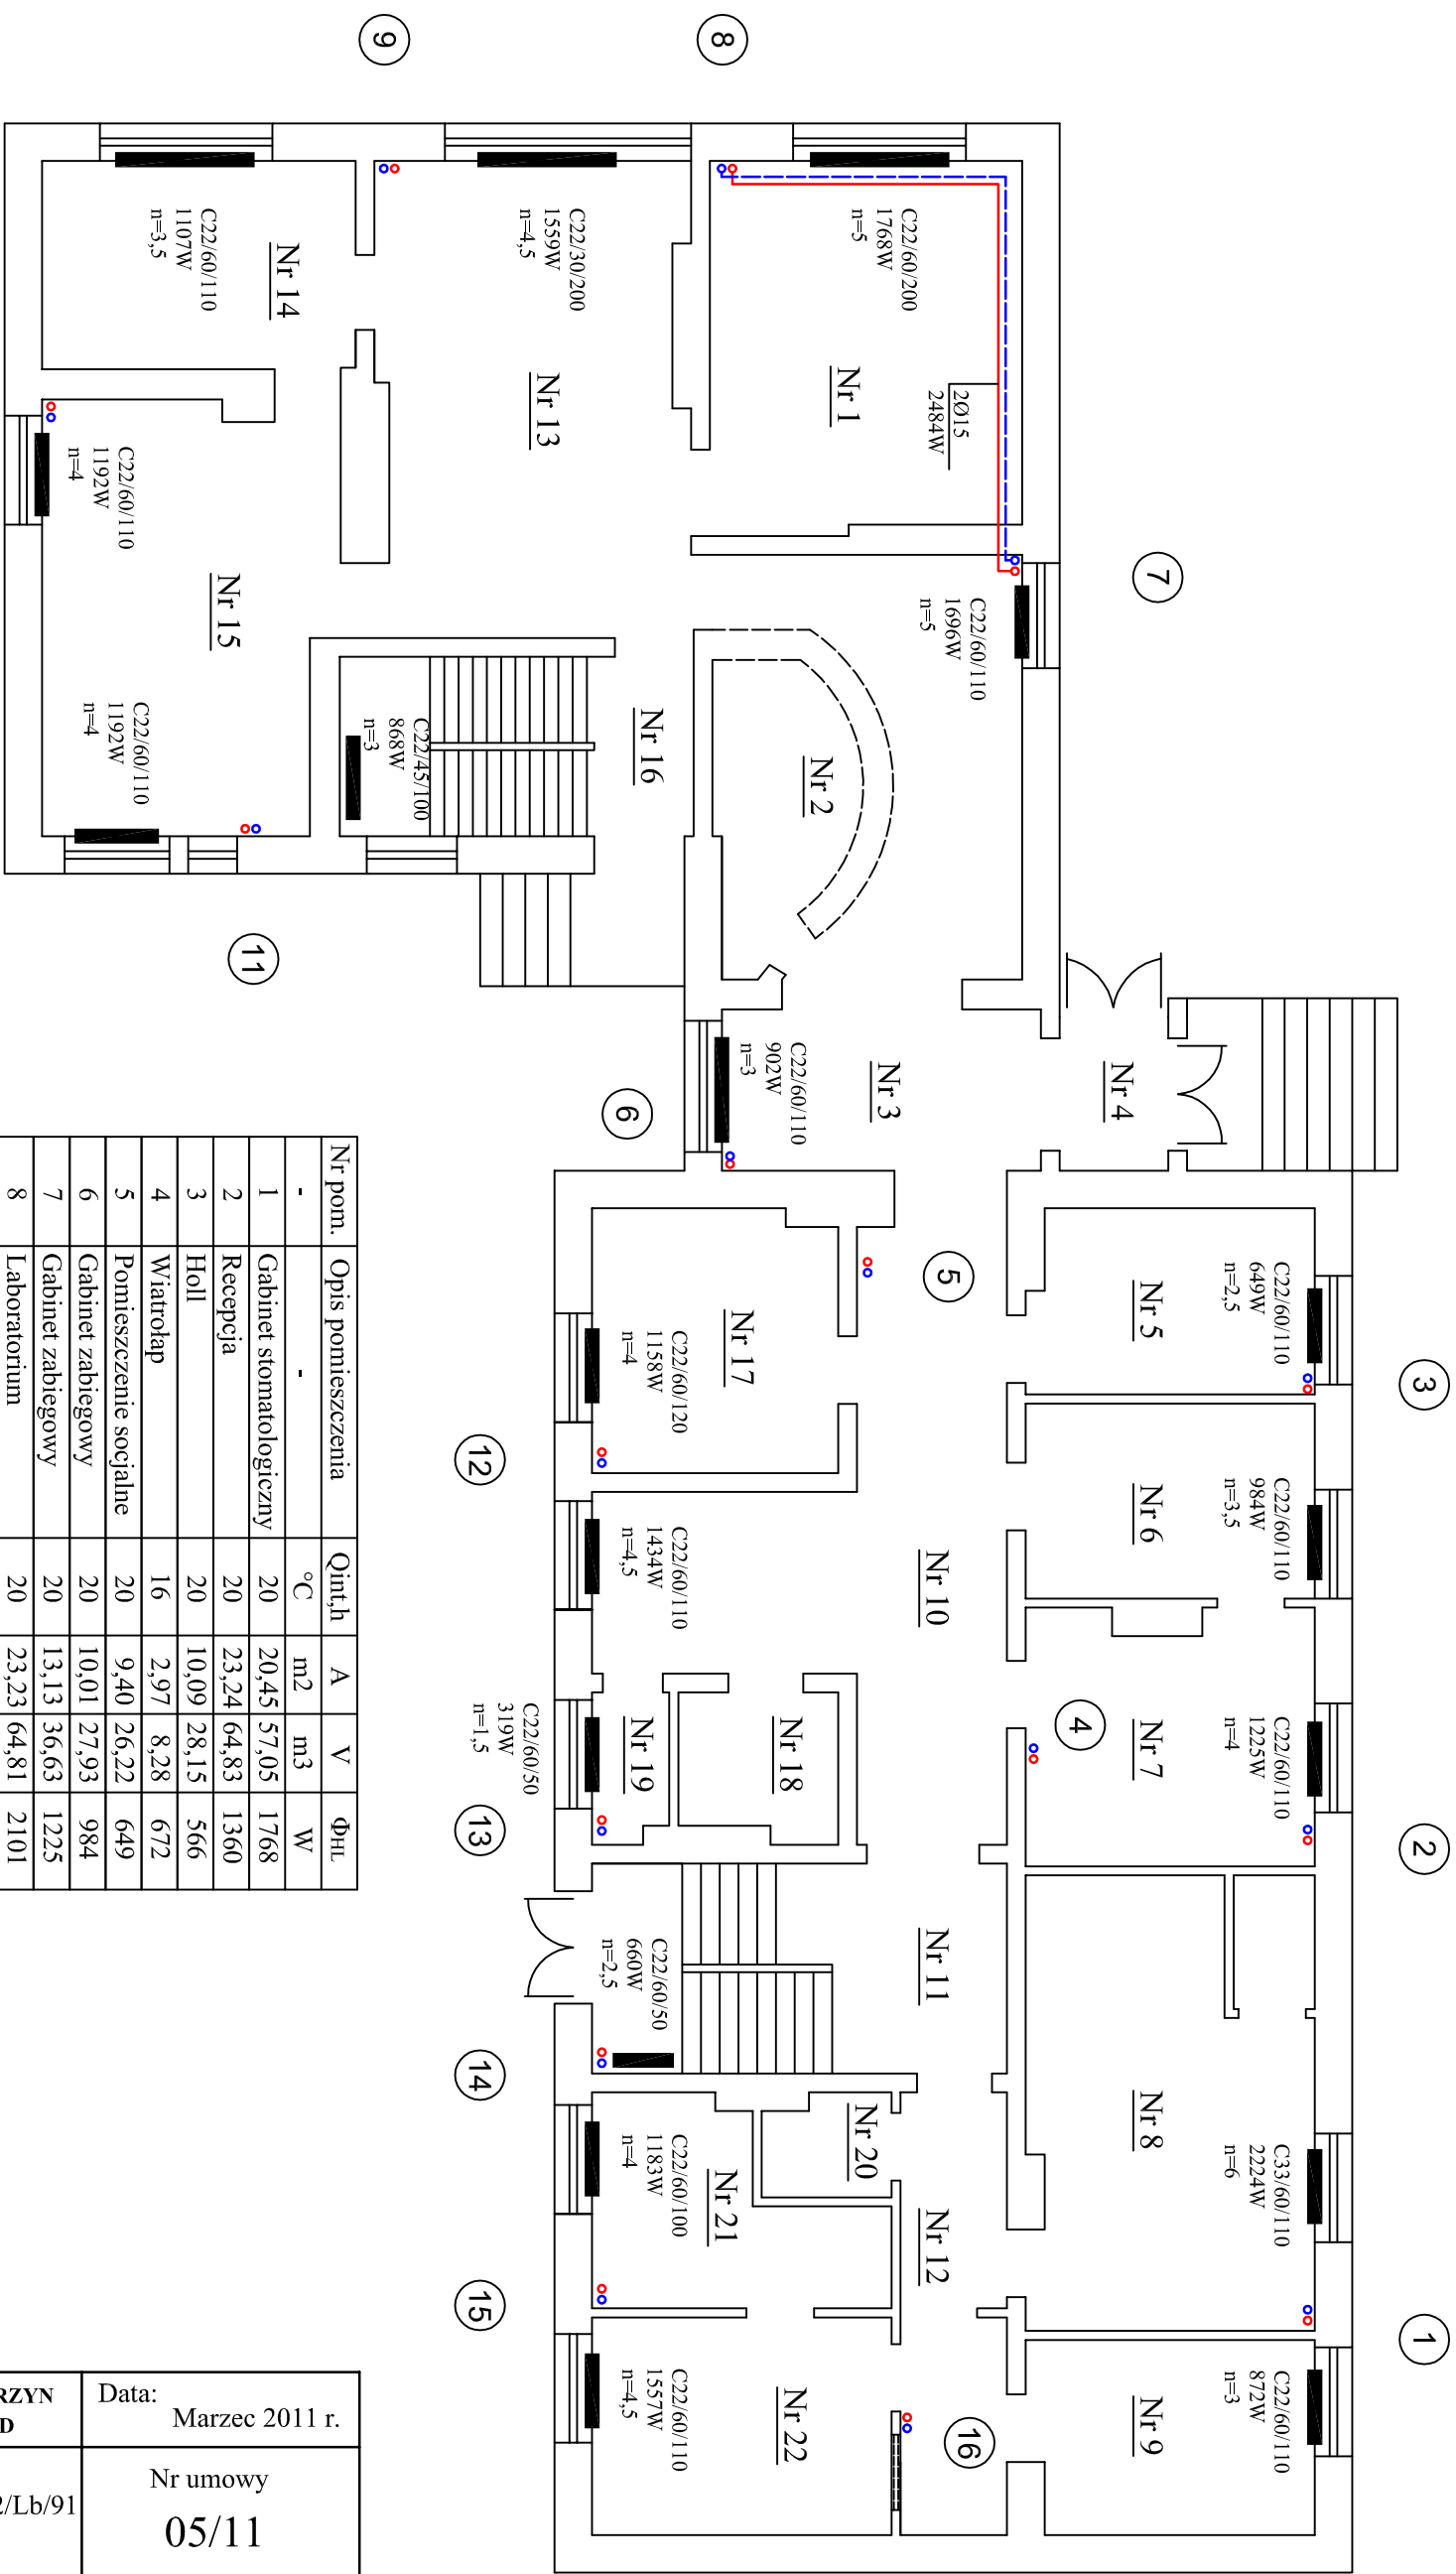 1
2
3
C22/60/110
872W
n=3
Nr 9
C33/60/110
2224W
n=6
Nr 8
C22/60/110
1225W
n=4
Nr 7
4
C22/60/110
984W
n=3,5
Nr 6
C22/60/110
649W
n=2,5
Nr 5
Nr 4
7
C22/60/110
1696W
n=5
2Ø15
2484W
C22/60/200
1768W
n=5
Nr 1
8
Nr 2
Nr 3
C22/60/110
902W
n=3
6
5
Nr 10
Nr 11
Nr 12
16
Nr 17
C22/60/120
1158W
n=4
12
C22/60/110
1434W
n=4,5
Nr 18
Nr 19
C22/60/50
319W
n=1,5
13
C22/60/50
660W
n=2,5
14
Nr 20
Nr 21
C22/60/100
1183W
n=4
15
Nr 22
C22/60/110
1557W
n=4,5
Nr 16
C22/45/100
868W
n=3
C22/30/200
1559W
n=4,5
Nr 13
9
Nr 14
C22/60/110
1107W
n=3,5
Nr 15
C22/60/110
1192W
n=4
C22/60/110
1192W
n=4
11
Nr pom. Opis pomieszczenia Qint,h A V ΦHL
- - °C m2 m3 W
1 Gabinet stomatologiczny 20 20,45 57,05 1768
2 Recepcja 20 23,24 64,83 1360
3 Holl 20 10,09 28,15 566
4 Wiatrołap 16 2,97 8,28 672
5 Pomieszczenie socjalne 20 9,40 26,22 649
6 Gabinet zabiegowy 20 10,01 27,93 984
7 Gabinet zabiegowy 20 13,13 36,63 1225
8 Laboratorium 20 23,23 64,81 2101
RZYN
D
Data:
Marzec 2011 r.
2/Lb/91
Nr umowy
05/11